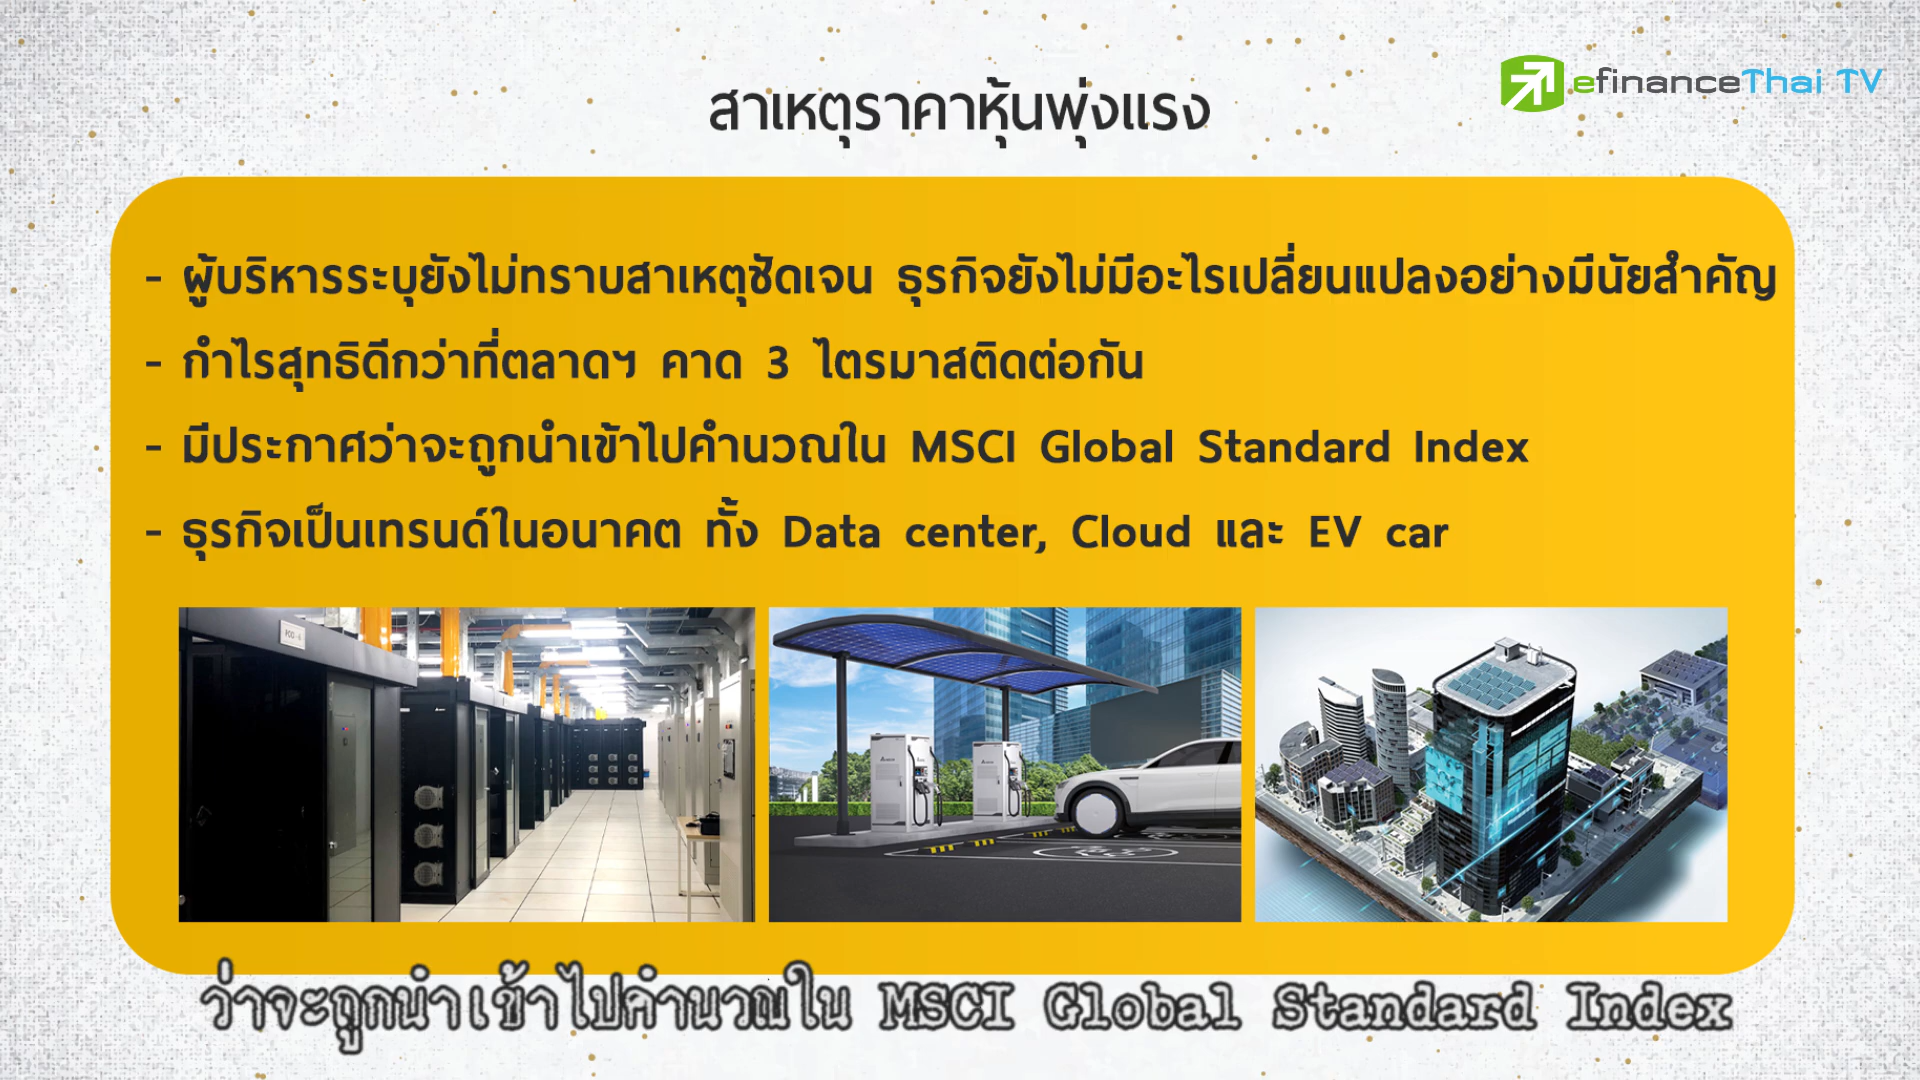 efinanceThai TV
สาเหตุราคาหุ้นพุ่งแรง
- ผู้บริหารระบุยังไม่ทราบสาเหตุชัดเจน ธุรกิจยังไม่มีอะไรเปลี่ยนแปลงอย่างมีนัยสำคัญ
- กำไรสุทธิดีกว่าที่ตลาดฯ คาด 3 ไตรมาสติดต่อกัน
- มีประกาศว่าจะถูกนำเข้าไปคำนวณใน MSCI Global Standard Index
- ธุรกิจเป็นเทรนด์ในอนาคต ทั้ง Data center, Cloud และ EV car
ว่าจะถูกนำเข้าไปคำนวณใน MSCI Global Standard Index